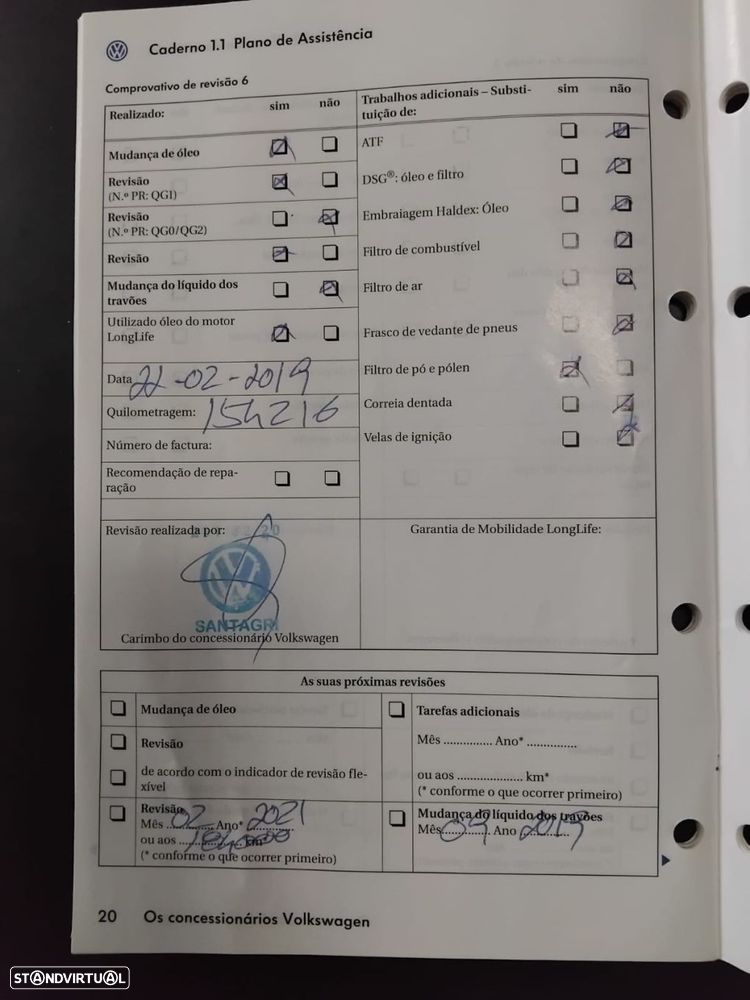 Caderno 1.1 Plano de Assistência
Comprovativo de revisão 6
Realizado: sim não
Mudança de óleo
Revisão
(N.º PR: QG1)
Revisão
(N.º PR: QG0/QG2)
Revisão
Mudança do líquido dos
travões
Utilizado óleo do motor
LongLife
Data 22-02-2019
Quilometragem: 154216
Número de factura:
Recomendação de repa-
ração
Trabalhos adicionais – Substi- sim não
tuição de:
ATF
DSG®: óleo e filtro
Embraiagem Haldex: Óleo
Filtro de combustível
Filtro de ar
Frasco de vedante de pneus
Filtro de pó e pólen
Correia dentada
Velas de ignição
Revisão realizada por:
SANTAGRI
Carimbo do concessionário Volkswagen
Garantia de Mobilidade LongLife:
As suas próximas revisões
Mudança de óleo
Revisão
de acordo com o indicador de revisão fle-
xível
Revisão
Mês 02 Ano* 2021
ou aos km*
(* conforme o que ocorrer primeiro)
Tarefas adicionais
Mês ............... Ano* ...............
ou aos .................... km*
(* conforme o que ocorrer primeiro)
Mudança do líquido dos travões
Mês 09 Ano 2019
20 Os concessionários Volkswagen
STANDVIRTUAL